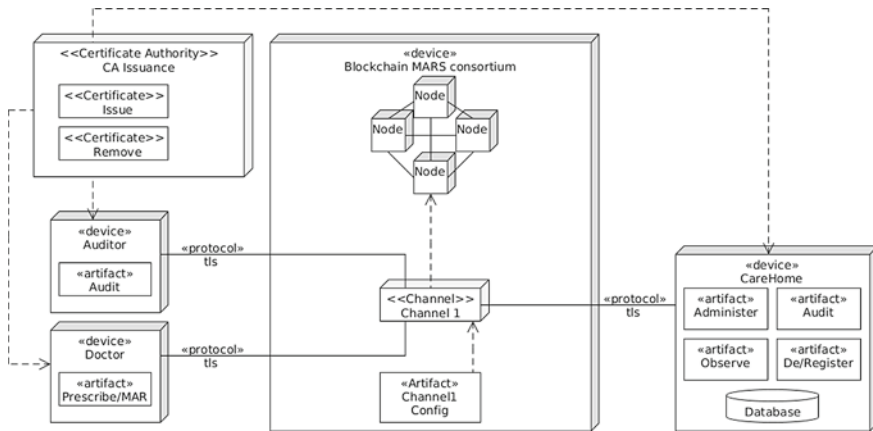 <<Certificate Authority>>
CA Issuance
<<Certificate>>
Issue
<<Certificate>>
Remove
«device»
Auditor
«artifact»
Audit
«device»
Doctor
«artifact»
Prescribe/MAR
«protocol»
tls
«protocol»
tls
«device»
Blockchain MARS consortium
Node
Node
Node
Node
<<Channel>>
Channel 1
«Artifact»
Channel1
Config
«protocol»
tls
«device»
CareHome
«artifact»
Administer
«artifact»
Audit
«artifact»
Observe
«artifact»
De/Register
Database